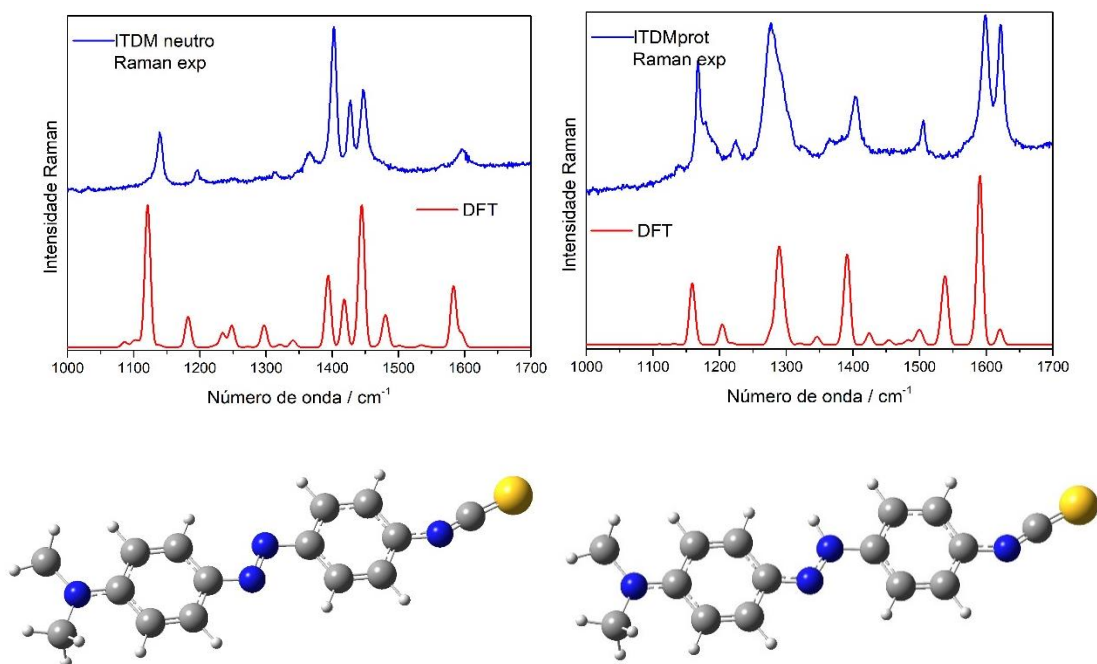 ITDM neutro
Raman exp
DFT
Intensidade Raman
1000 1100 1200 1300 1400 1500 1600 1700
Número de onda / cm-1
ITDMprot
Raman exp
DFT
Intensidade Raman
1000 1100 1200 1300 1400 1500 1600 1700
Número de onda / cm-1